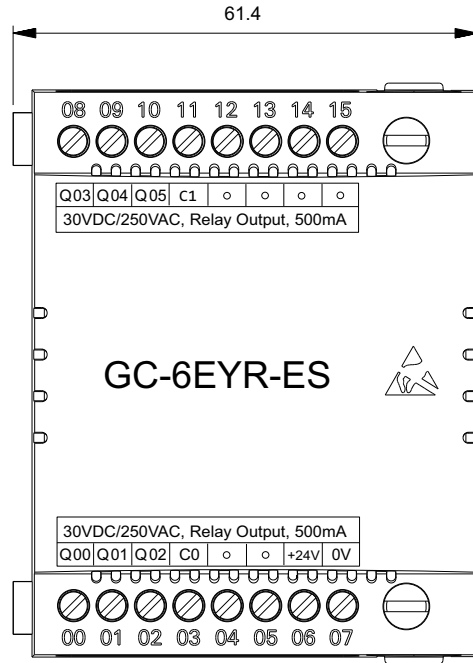 61.4
08 09 10 11 12 13 14 15
Q03 Q04 Q05 C1
30VDC/250VAC, Relay Output, 500mA
GC-6EYR-ES
30VDC/250VAC, Relay Output, 500mA
Q00 Q01 Q02 C0 +24V 0V
00 01 02 03 04 05 06 07